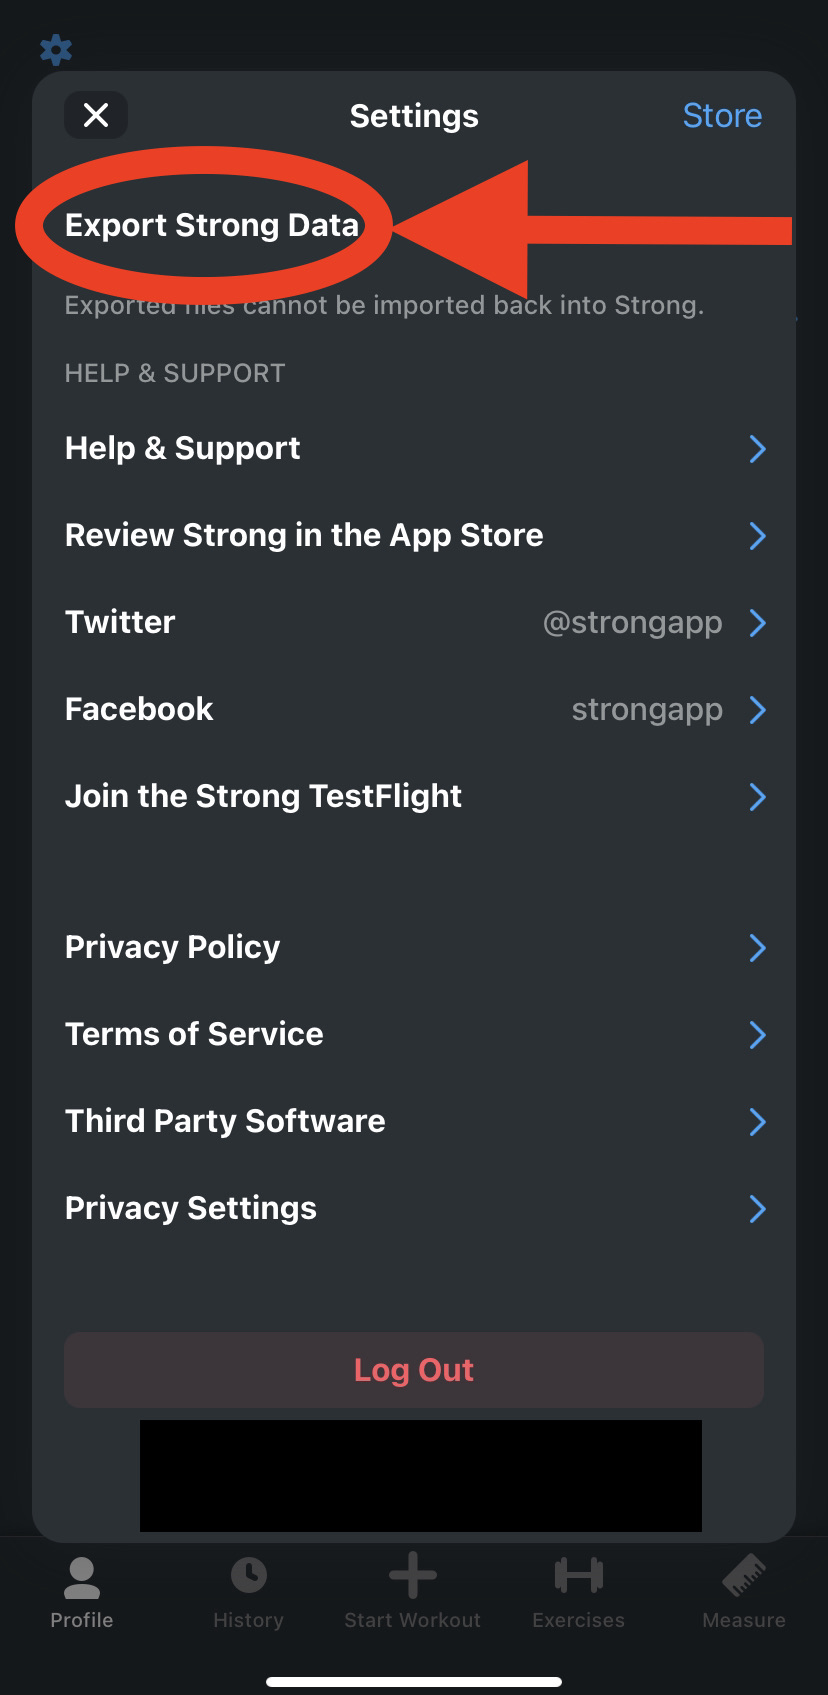 Settings
Store
Export Strong Data
Exported files cannot be imported back into Strong.
HELP & SUPPORT
Help & Support
Review Strong in the App Store
Twitter
@strongapp
Facebook
strongapp
Join the Strong TestFlight
Privacy Policy
Terms of Service
Third Party Software
Privacy Settings
Log Out
Profile
History
Start Workout
Exercises
Measure